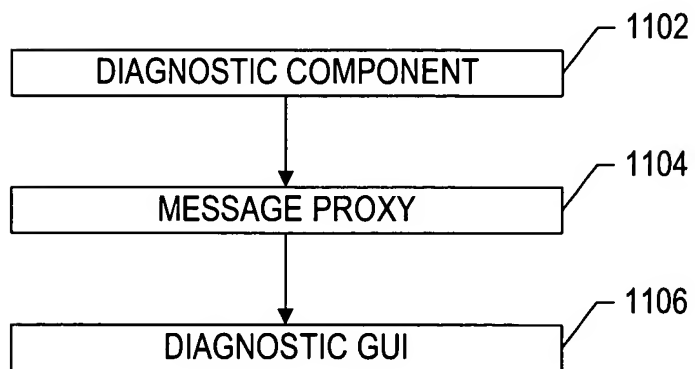 1102
DIAGNOSTIC COMPONENT
1104
MESSAGE PROXY
1106
DIAGNOSTIC GUI